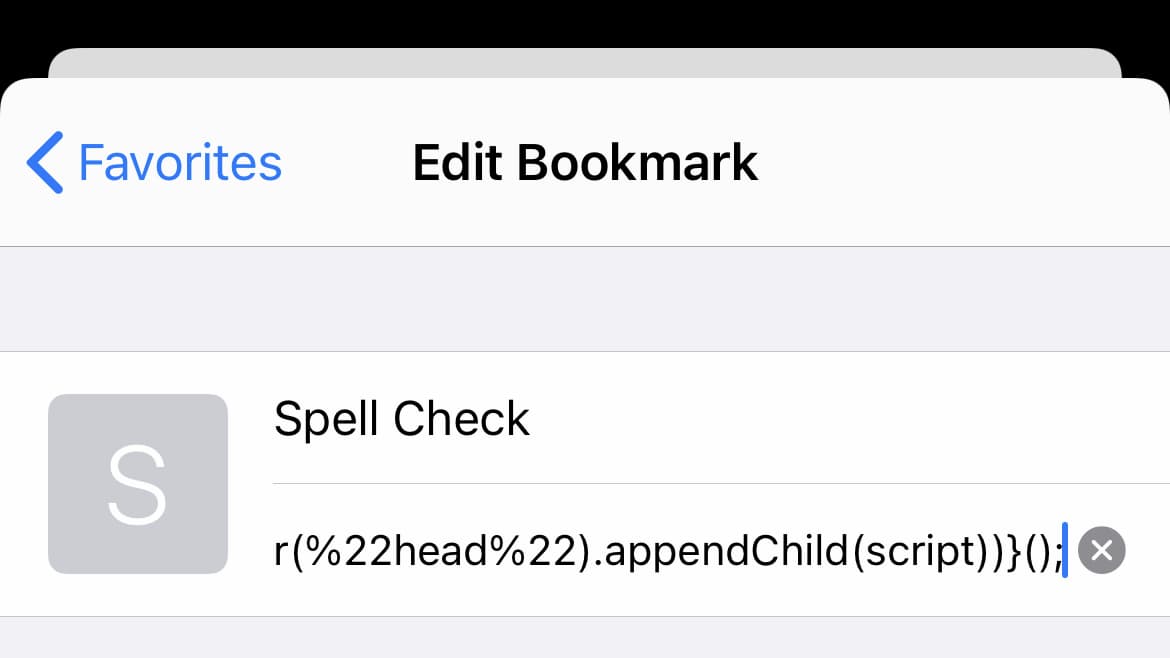 Favorites
Edit Bookmark
S
Spell Check
r(%22head%22).appendChild(script))}();